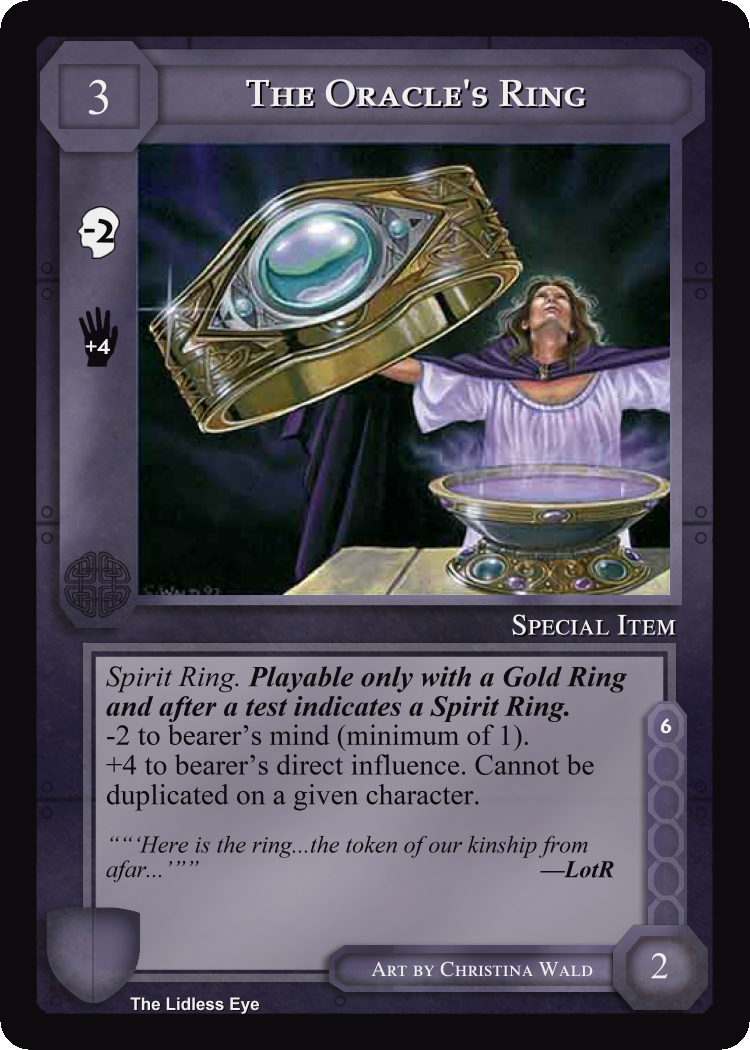 3
THE ORACLE'S RING
-2
+4
SPECIAL ITEM
Spirit Ring. Playable only with a Gold Ring
and after a test indicates a Spirit Ring.
-2 to bearer’s mind (minimum of 1).
+4 to bearer’s direct influence. Cannot be
duplicated on a given character.
6
““‘Here is the ring...the token of our kinship from
afar...’”” —LotR
ART BY CHRISTINA WALD
2
The Lidless Eye